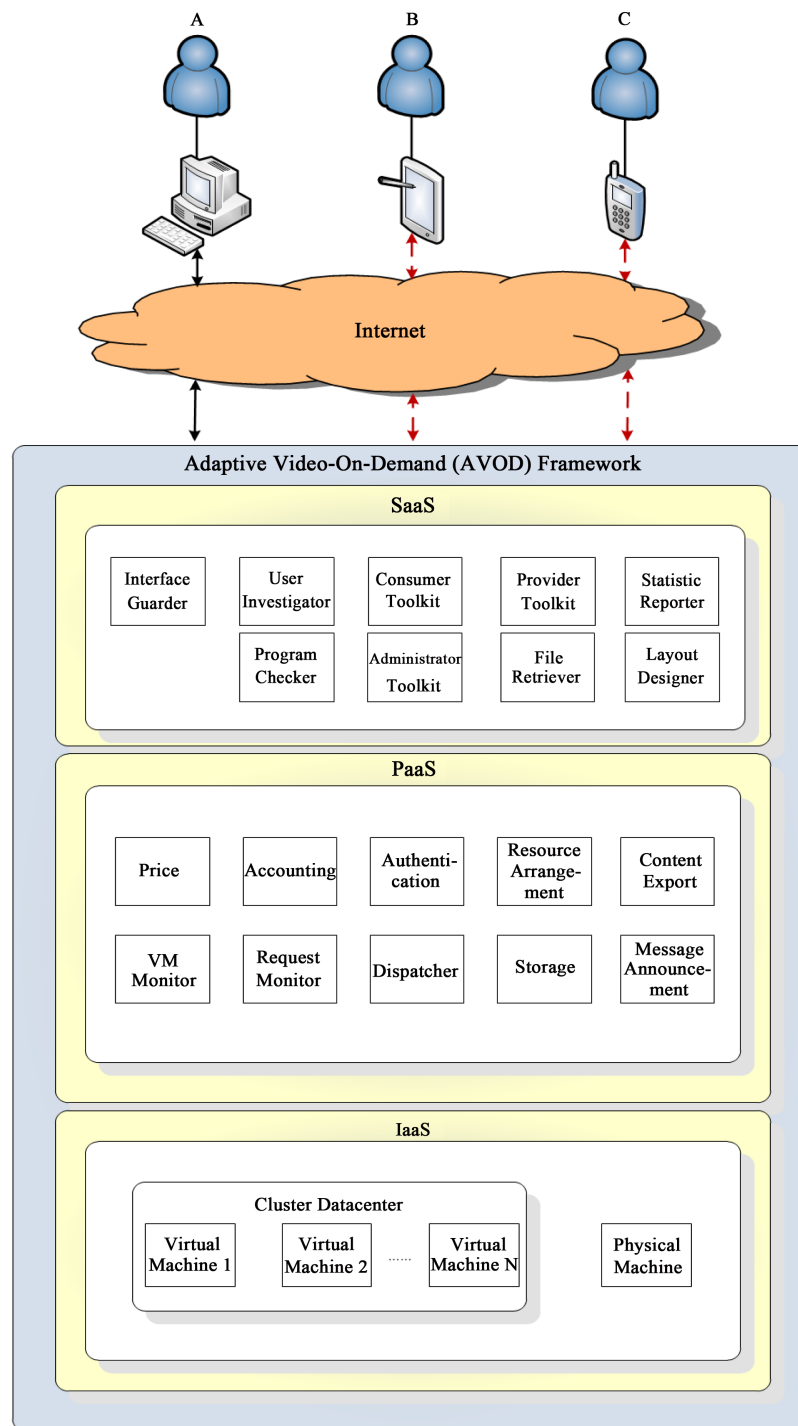 A
B
C
Internet
Adaptive Video-On-Demand (AVOD) Framework
SaaS
Interface
Guarder
User
Investigator
Consumer
Toolkit
Provider
Toolkit
Statistic
Reporter
Program
Checker
Administrator
Toolkit
File
Retriever
Layout
Designer
PaaS
Price
Accounting
Authenti-
cation
Resource
Arrange-
ment
Content
Export
VM
Monitor
Request
Monitor
Dispatcher
Storage
Message
Announce-
ment
IaaS
Cluster Datacenter
Virtual
Machine 1
Virtual
Machine 2
......
Virtual
Machine N
Physical
Machine